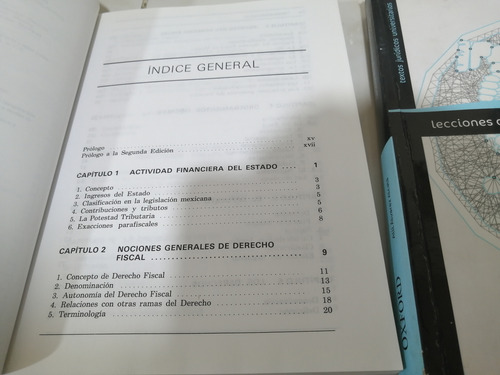 ÍNDICE GENERAL
Prólogo .... xv
Prólogo a la Segunda Edición .... xvii
CAPÍTULO 1 ACTIVIDAD FINANCIERA DEL ESTADO .... 1
1. Concepto .... 3
2. Ingresos del Estado .... 3
3. Clasificación en la legislación mexicana .... 5
4. Contribuciones y tributos .... 5
5. La Potestad Tributaria .... 6
6. Exacciones parafiscales .... 8
CAPÍTULO 2 NOCIONES GENERALES DE DERECHO
FISCAL .... 9
1. Concepto de Derecho Fiscal .... 11
2. Denominación .... 13
3. Autonomía del Derecho Fiscal .... 15
4. Relaciones con otras ramas del Derecho .... 18
5. Terminología .... 20
textos jurídicos universitarios
lecciones
OXFORD